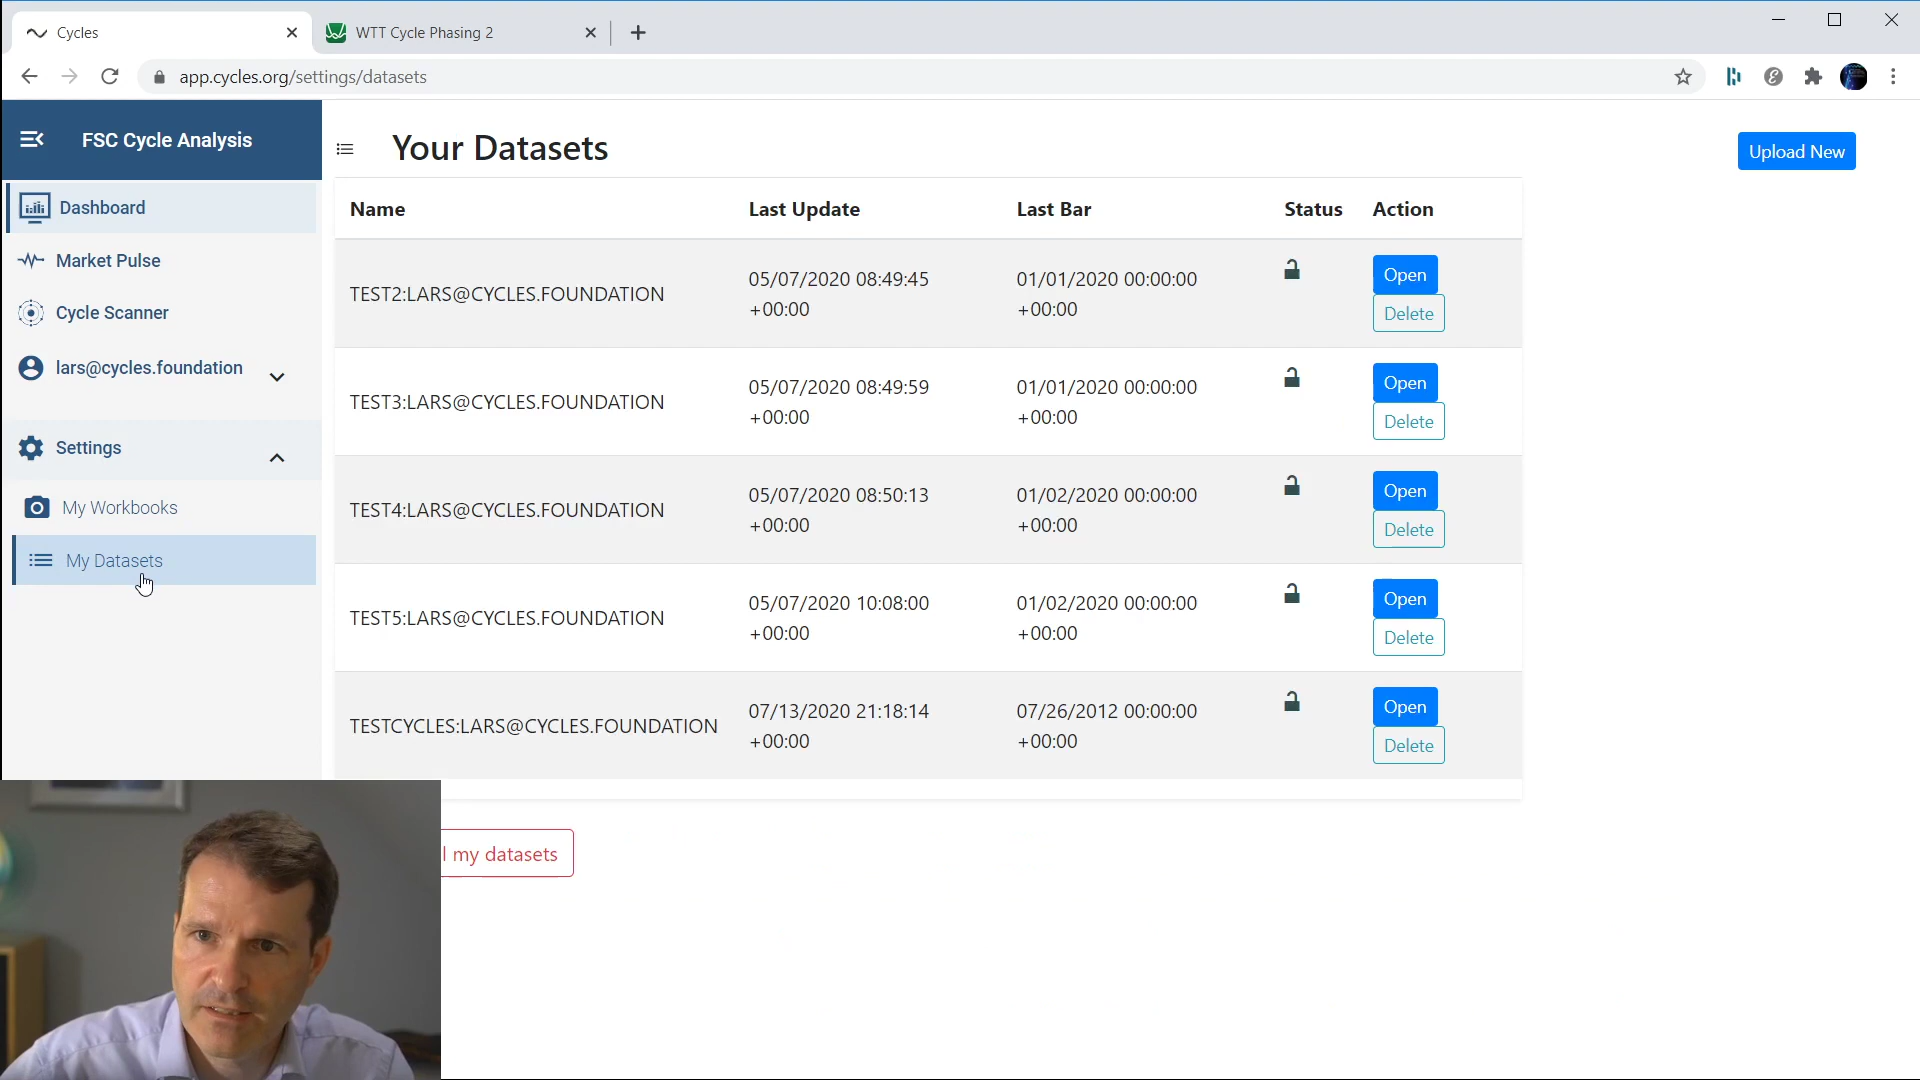 Cycles
WTT Cycle Phasing 2
app.cycles.org/settings/datasets
FSC Cycle Analysis
Dashboard
Market Pulse
Cycle Scanner
lars@cycles.foundation
Settings
My Workbooks
My Datasets
Your Datasets
Upload New
Name Last Update Last Bar Status Action
TEST2:LARS@CYCLES.FOUNDATION 05/07/2020 08:49:45 +00:00 01/01/2020 00:00:00 +00:00 Open Delete
TEST3:LARS@CYCLES.FOUNDATION 05/07/2020 08:49:59 +00:00 01/01/2020 00:00:00 +00:00 Open Delete
TEST4:LARS@CYCLES.FOUNDATION 05/07/2020 08:50:13 +00:00 01/02/2020 00:00:00 +00:00 Open Delete
TEST5:LARS@CYCLES.FOUNDATION 05/07/2020 10:08:00 +00:00 01/02/2020 00:00:00 +00:00 Open Delete
TESTCYCLES:LARS@CYCLES.FOUNDATION 07/13/2020 21:18:14 +00:00 07/26/2012 00:00:00 +00:00 Open Delete
my datasets